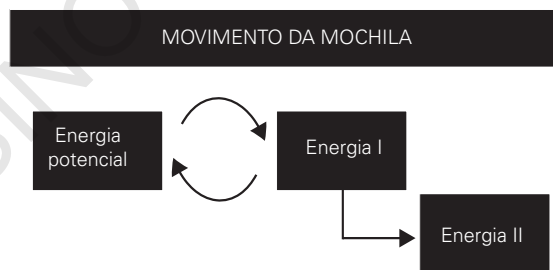 MOVIMENTO DA MOCHILA
Energia
potencial
Energia I
Energia II